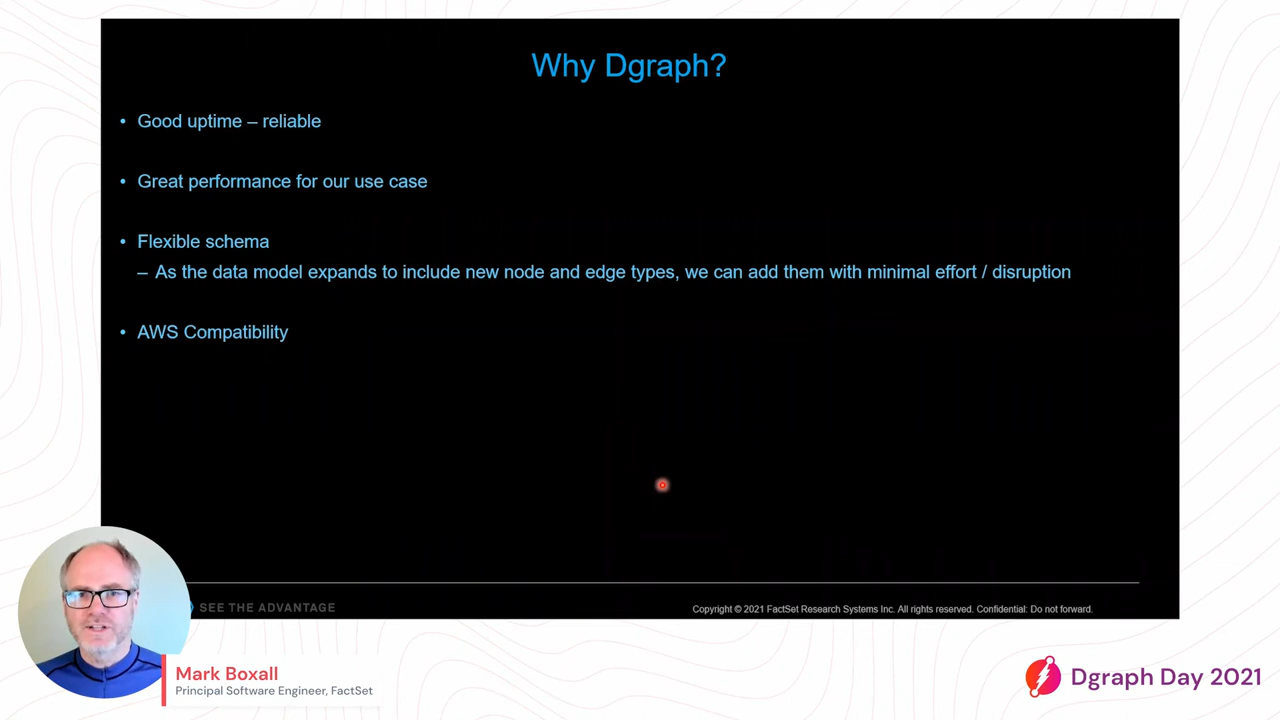 Why Dgraph?
• Good uptime – reliable
• Great performance for our use case
• Flexible schema
– As the data model expands to include new node and edge types, we can add them with minimal effort / disruption
• AWS Compatibility
SEE THE ADVANTAGE
Copyright © 2021 FactSet Research Systems Inc. All rights reserved. Confidential: Do not forward.
Mark Boxall
Principal Software Engineer, FactSet
Dgraph Day 2021